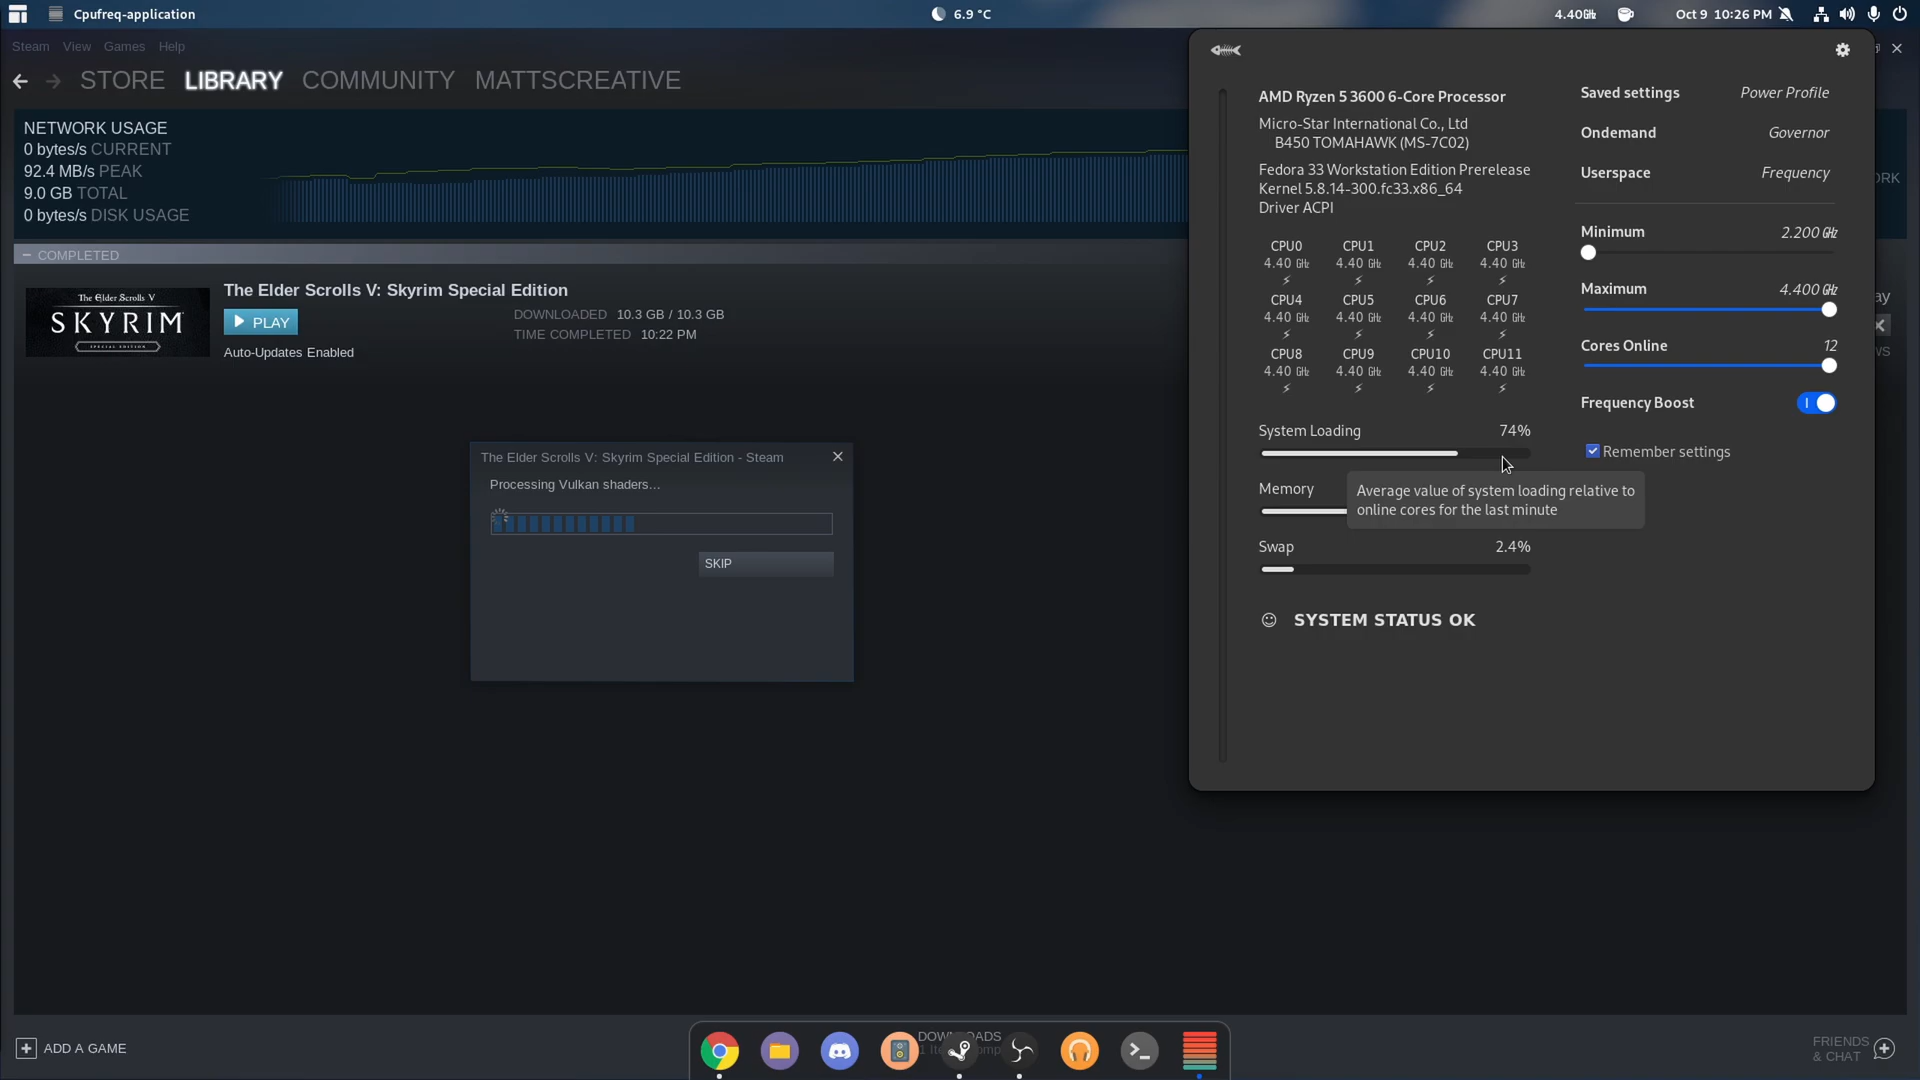 Cpufreq-application
6.9 °C
4.40㎓
Oct 9 10:26 PM
Steam View Games Help
STORE LIBRARY COMMUNITY MATTSCREATIVE
NETWORK USAGE
0 bytes/s CURRENT
92.4 MB/s PEAK
9.0 GB TOTAL
0 bytes/s DISK USAGE
— COMPLETED
The Elder Scrolls V
SKYRIM
SPECIAL EDITION
The Elder Scrolls V: Skyrim Special Edition
PLAY
Auto-Updates Enabled
DOWNLOADED 10.3 GB / 10.3 GB
TIME COMPLETED 10:22 PM
The Elder Scrolls V: Skyrim Special Edition - Steam
Processing Vulkan shaders...
SKIP
AMD Ryzen 5 3600 6-Core Processor
Micro-Star International Co., Ltd
B450 TOMAHAWK (MS-7C02)
Fedora 33 Workstation Edition Prerelease
Kernel 5.8.14-300.fc33.x86_64
Driver ACPI
CPU0 CPU1 CPU2 CPU3
4.40 ㎓ 4.40 ㎓ 4.40 ㎓ 4.40 ㎓
CPU4 CPU5 CPU6 CPU7
4.40 ㎓ 4.40 ㎓ 4.40 ㎓ 4.40 ㎓
CPU8 CPU9 CPU10 CPU11
4.40 ㎓ 4.40 ㎓ 4.40 ㎓ 4.40 ㎓
System Loading 74%
Memory
Average value of system loading relative to
online cores for the last minute
Swap 2.4%
☺ SYSTEM STATUS OK
Saved settings Power Profile
Ondemand Governor
Userspace Frequency
Minimum 2.200 ㎓
Maximum 4.400 ㎓
Cores Online 12
Frequency Boost
Remember settings
ADD A GAME
FRIENDS
& CHAT